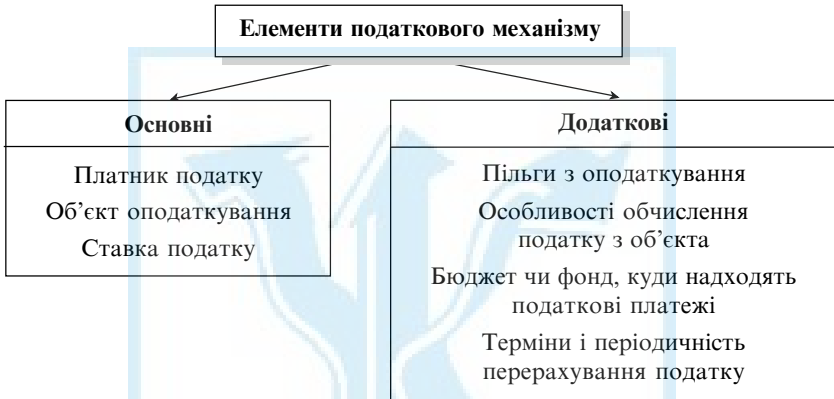 Елементи податкового механізму
Основні
Платник податку
Об’єкт оподаткування
Ставка податку
Додаткові
Пільги з оподаткування
Особливості обчислення
податку з об’єкта
Бюджет чи фонд, куди надходять
податкові платежі
Терміни і періодичність
перерахування податку